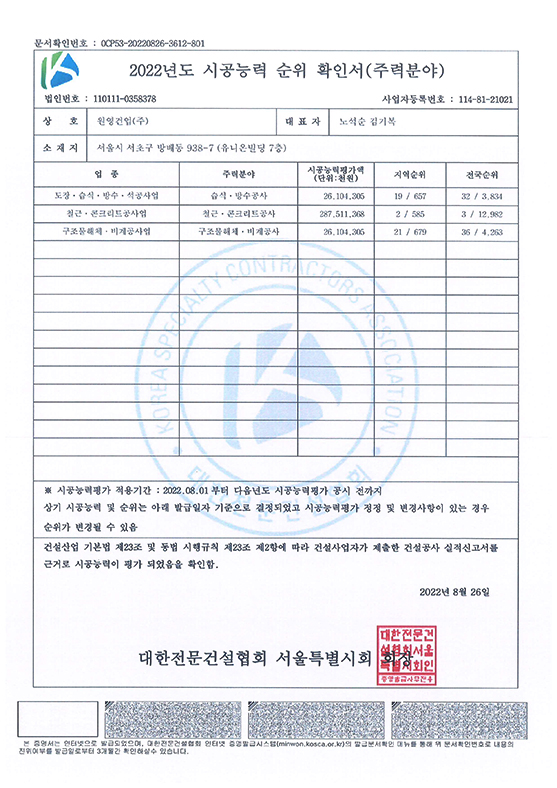 문서확인번호 : 0CP53-20220826-3612-801
2022년도 시공능력 순위 확인서(주력분야)
법인번호 : 110111-0358378 사업자등록번호 : 114-81-21021
상 호 원영건업(주) 대 표 자 노석순 김기옥
소 재 지 서울시 서초구 방배동 938-7 (유니온빌딩 7층)
업 종 주력분야 시공능력평가액 (단위:천원) 지역순위 전국순위
도장·습식·방수·석공사업 습식·방수공사 26,104,305 19 / 657 32 / 3,834
철근·콘크리트공사업 철근·콘크리트공사 287,511,368 2 / 585 3 / 12,982
구조물해체·비계공사업 구조물해체·비계공사 26,104,305 21 / 679 36 / 4,263
KOREA SPECIALTY CONTRACTORS ASSOCIATION
대한전문건설협회
※ 시공능력평가 적용기간 : 2022.08.01부터 다음년도 시공능력평가 공시 전까지
상기 시공능력 및 순위는 아래 발급일자 기준으로 결정되었고 시공능력평가 정정 및 변경사항이 있는 경우
순위가 변경될 수 있음
건설산업 기본법 제23조 및 동법 시행규칙 제23조 제2항에 따라 건설사업자가 제출한 건설공사 실적신고서를
근거로 시공능력이 평가 되었음을 확인함.
2022년 8월 26일
대한전문건설협회 서울특별시회 회장
대한전문건
설협회서울
특별시회인
증명발급사무전용
본 증명서는 인터넷으로 발급되었으며, 대한전문건설협회 인터넷 증명발급시스템(minwon.kosca.or.kr)의 발급문서확인 메뉴를 통해 위 문서확인번호로 내용의
진위여부를 발급일로부터 3개월간 확인하실수 있습니다.